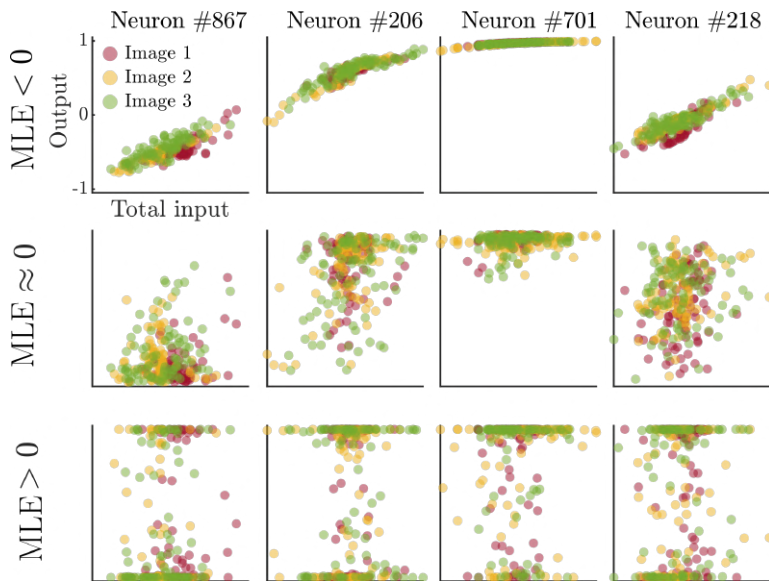 Neuron #867 Neuron #206 Neuron #701 Neuron #218
MLE < 0
Output
1
0
-1
Image 1
Image 2
Image 3
Total input
MLE ≈ 0
MLE > 0